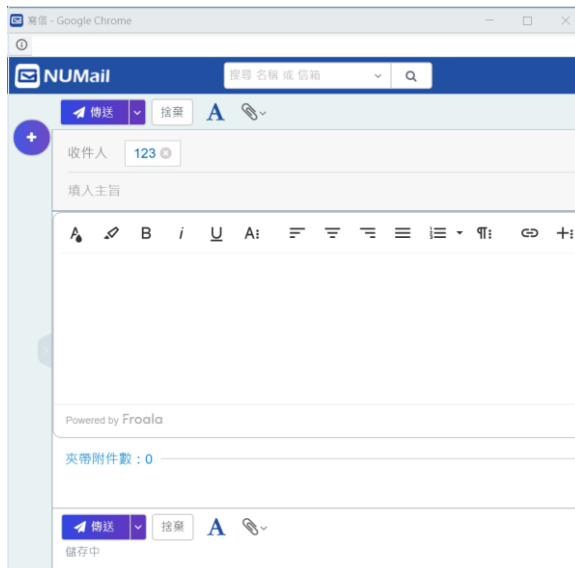 寫信 - Google Chrome
NUMail
搜尋 名稱 或 信箱
傳送 捨棄 A
收件人 123
填入主旨
A B i U A
Powered by Froala
夾帶附件數：0
傳送 捨棄 A
儲存中